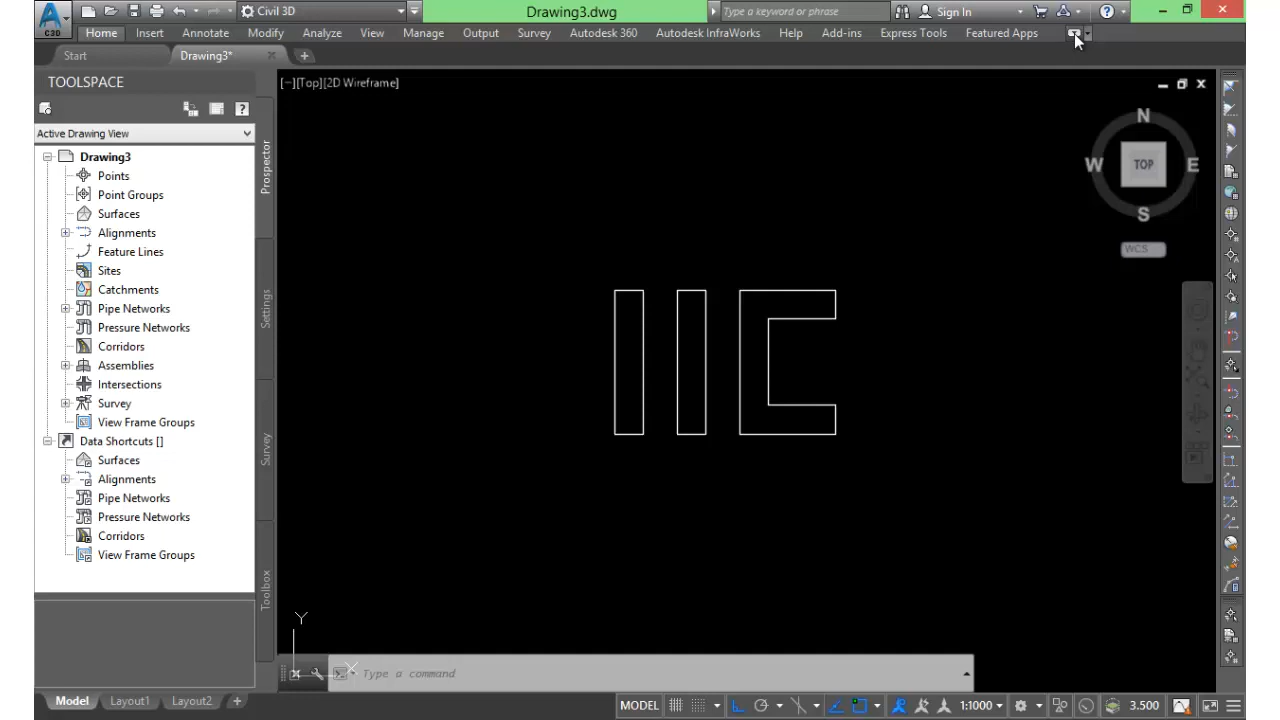 C3D
Civil 3D
Drawing3.dwg
Type a keyword or phrase
Sign In
Home
Insert
Annotate
Modify
Analyze
View
Manage
Output
Survey
Autodesk 360
Autodesk InfraWorks
Help
Add-ins
Express Tools
Featured Apps
Start
Drawing3*
TOOLSPACE
Active Drawing View
Drawing3
Points
Point Groups
Surfaces
Alignments
Feature Lines
Sites
Catchments
Pipe Networks
Pressure Networks
Corridors
Assemblies
Intersections
Survey
View Frame Groups
Data Shortcuts []
Surfaces
Alignments
Pipe Networks
Pressure Networks
Corridors
View Frame Groups
Prospector
Settings
Survey
Toolbox
[−][Top][2D Wireframe]
N
W
TOP
E
S
WCS
IIC
Y
X
Type a command
Model
Layout1
Layout2
MODEL
1:1000
3.500